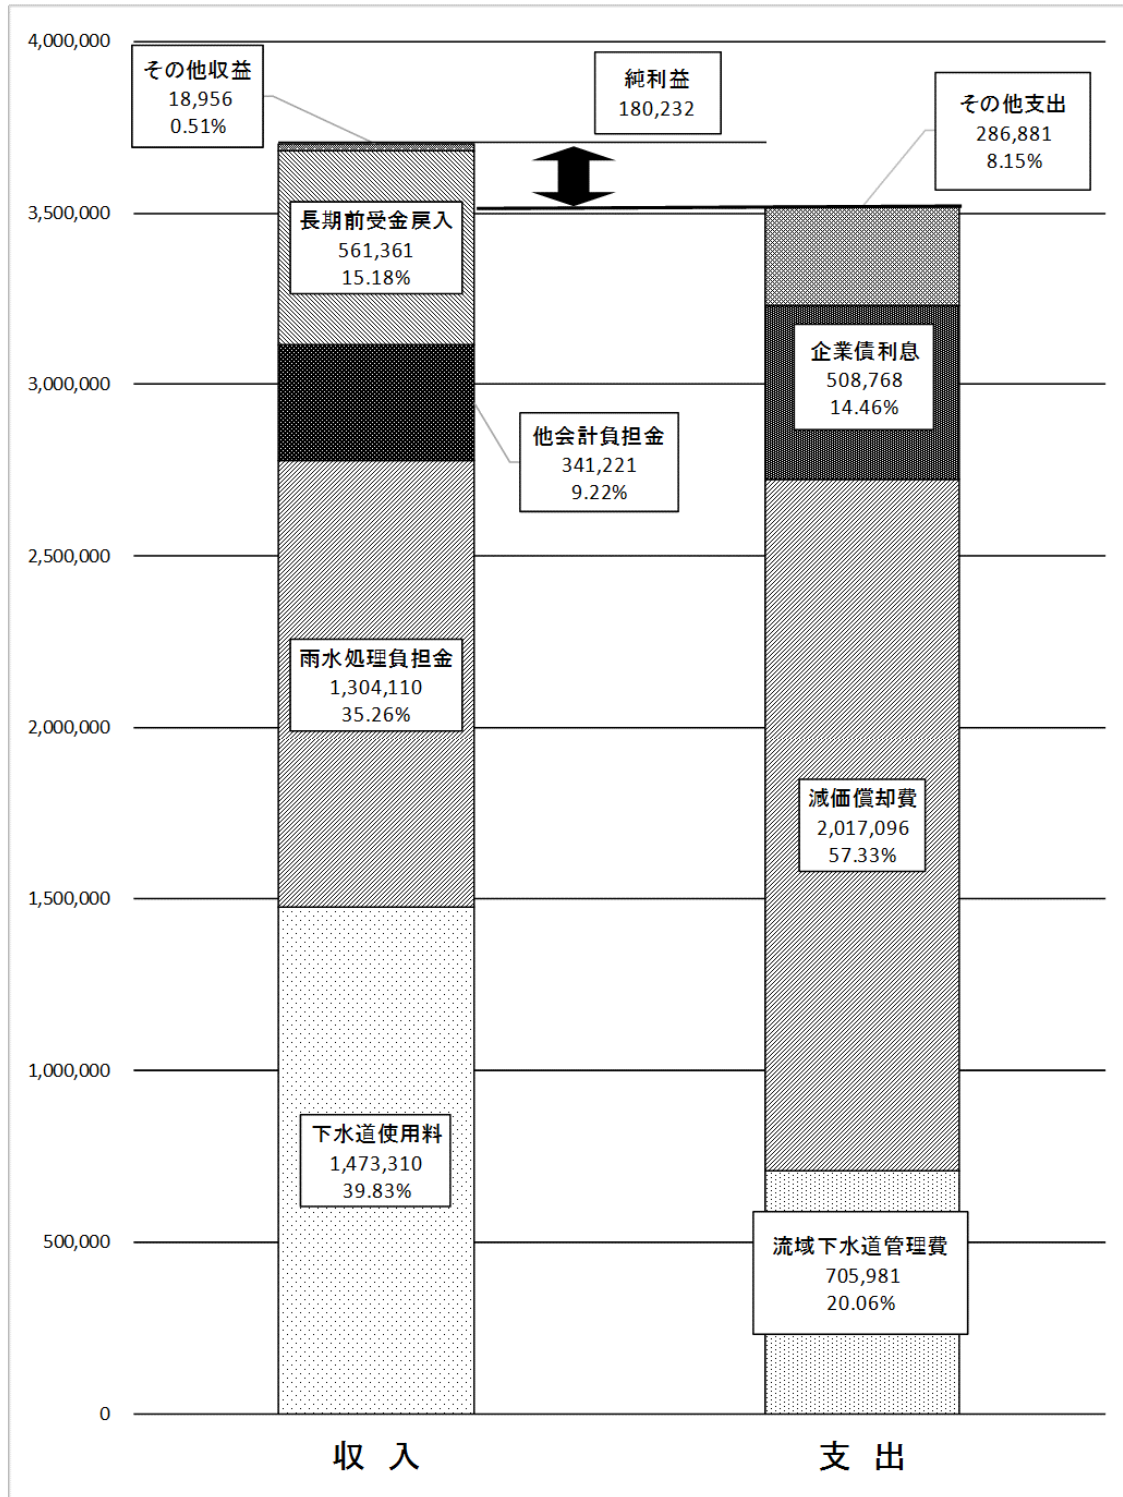 4,000,000
3,500,000
3,000,000
2,500,000
2,000,000
1,500,000
1,000,000
500,000
0
その他収益
18,956
0.51%
純利益
180,232
その他支出
286,881
8.15%
長期前受金戻入
561,361
15.18%
企業債利息
508,768
14.46%
他会計負担金
341,221
9.22%
雨水処理負担金
1,304,110
35.26%
減価償却費
2,017,096
57.33%
下水道使用料
1,473,310
39.83%
流域下水道管理費
705,981
20.06%
収 入
支 出